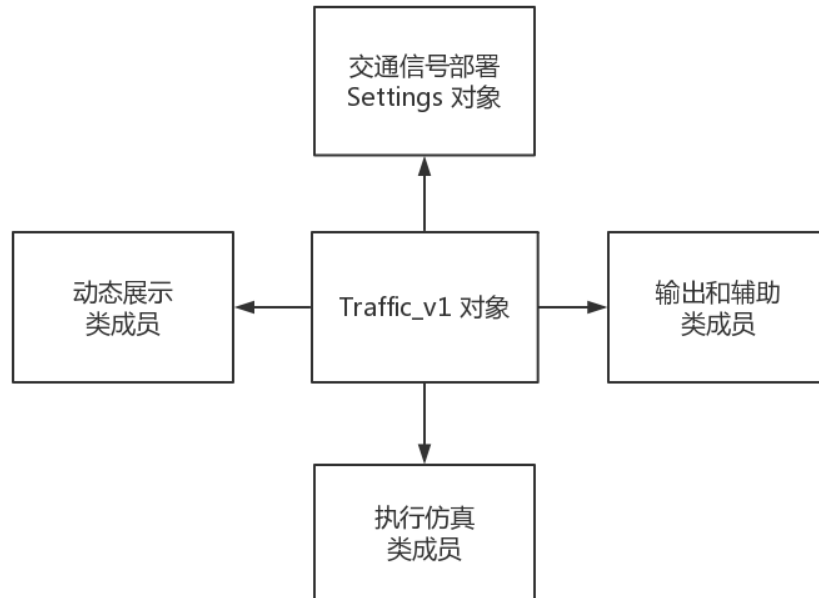 交通信号部署
Settings 对象
动态展示
类成员
Traffic_v1 对象
输出和辅助
类成员
执行仿真
类成员